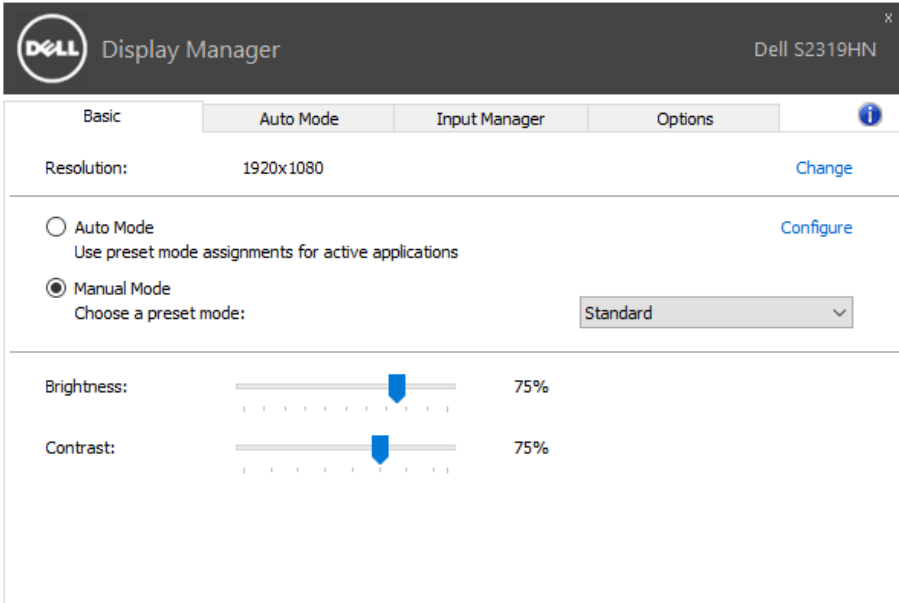 x
DELL Display Manager Dell S2319HN
Basic Auto Mode Input Manager Options i
Resolution: 1920x1080 Change
Auto Mode Configure
Use preset mode assignments for active applications
Manual Mode
Choose a preset mode: Standard
Brightness: 75%
Contrast: 75%